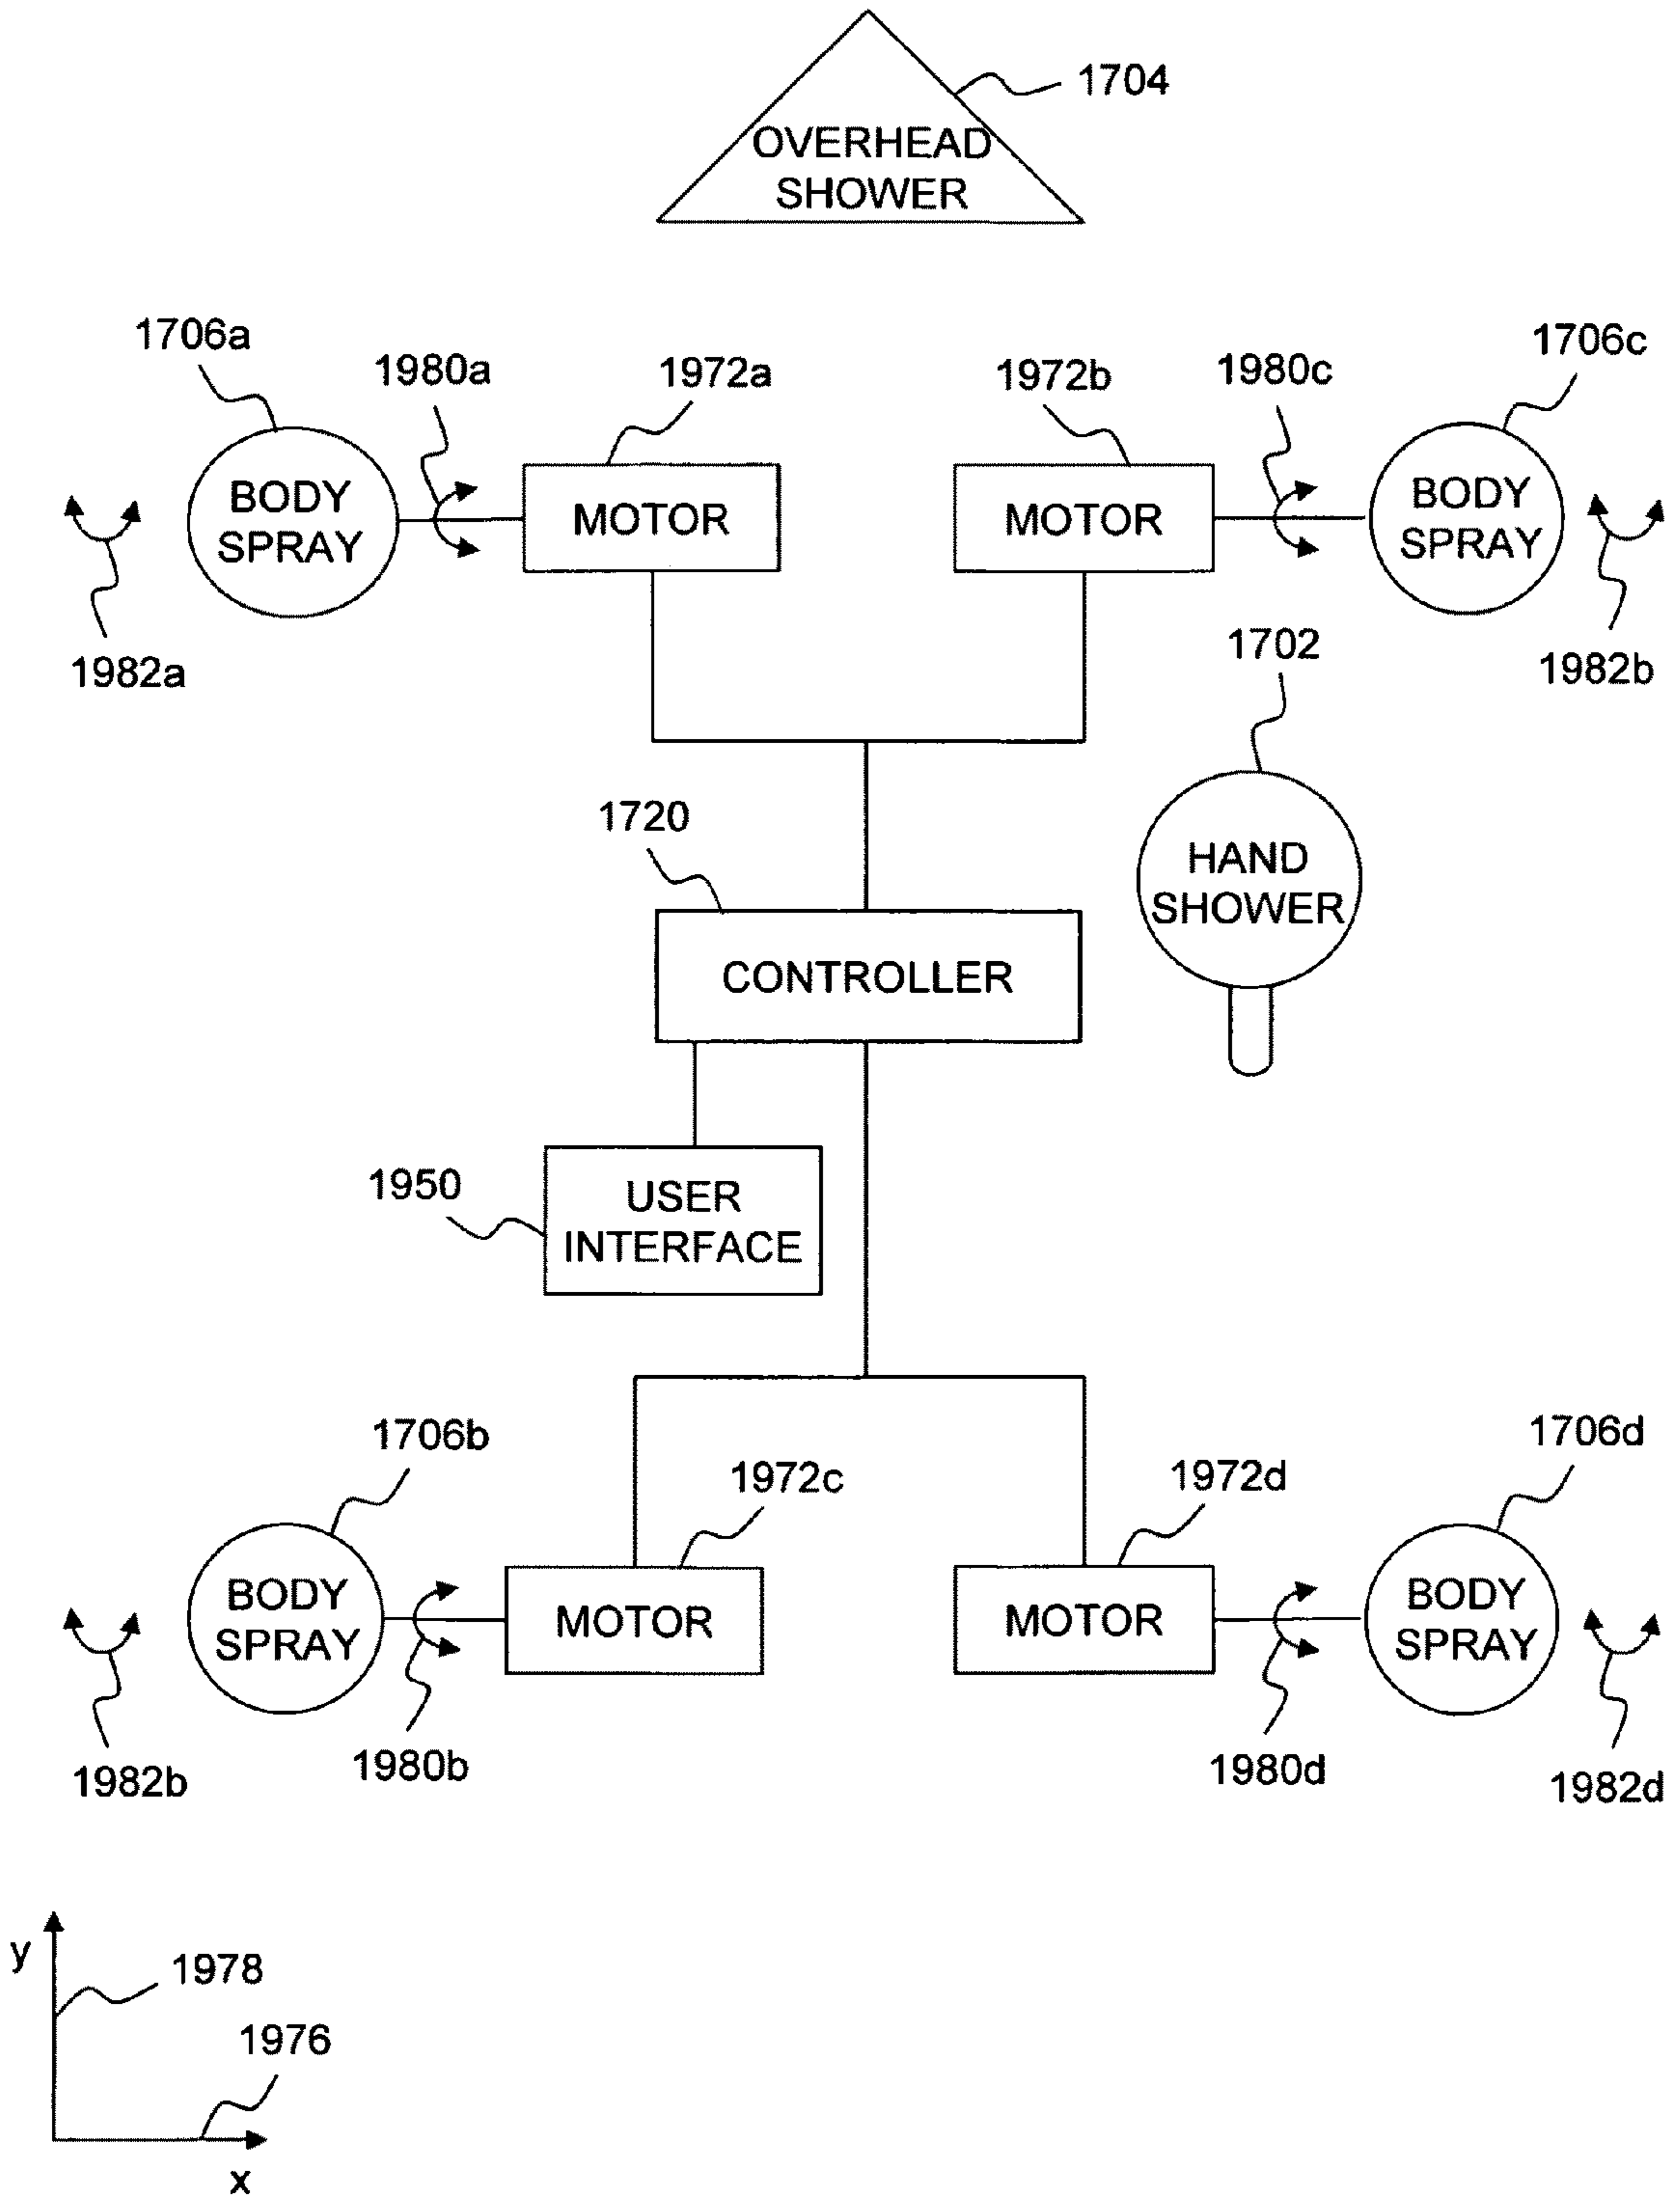 1704
OVERHEAD
SHOWER
1706a
1980a
1972a
1972b
1980c
1706c
BODY
SPRAY
MOTOR
MOTOR
BODY
SPRAY
1982a
1702
1982b
1720
HAND
SHOWER
CONTROLLER
1950
USER
INTERFACE
1706b
1972c
1972d
1706d
BODY
SPRAY
MOTOR
MOTOR
BODY
SPRAY
1982b
1980b
1980d
1982d
y
1978
1976
x